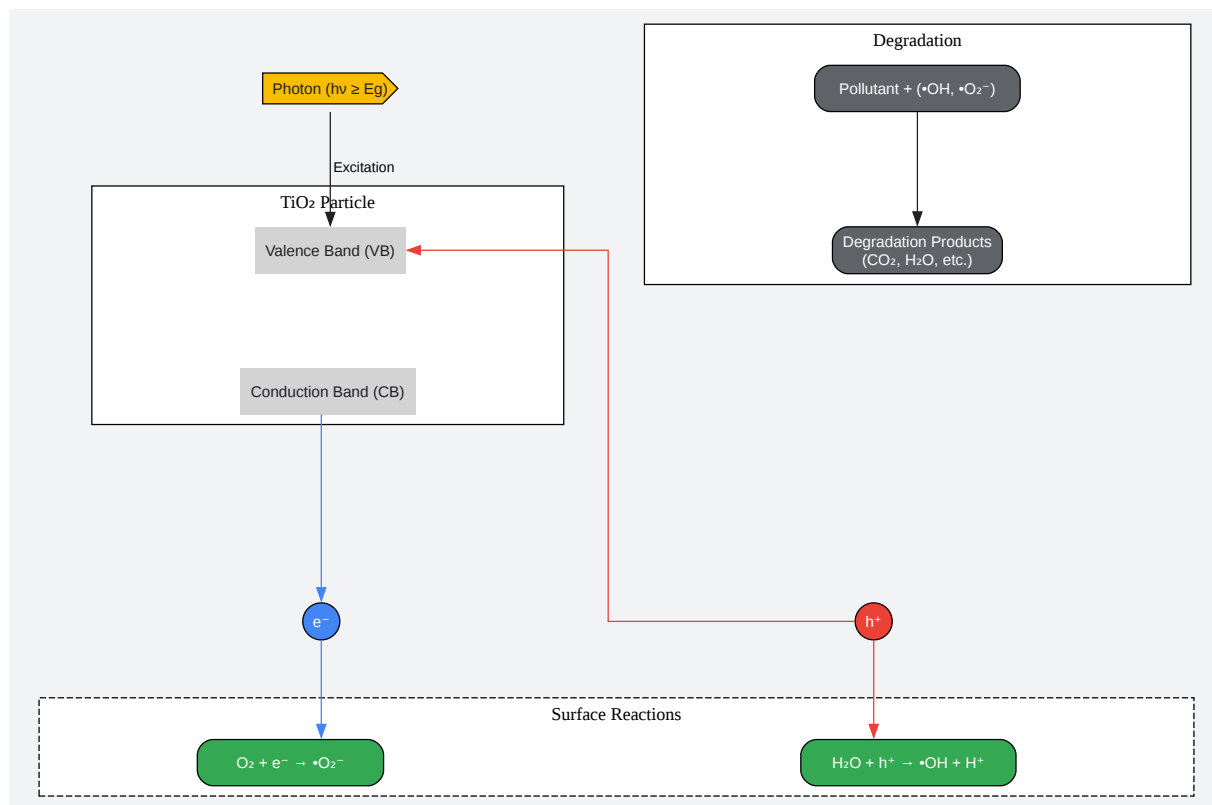 Degradation
Photon (hν ≥ Eg)
Pollutant + (•OH, •O₂⁻)
Excitation
TiO₂ Particle
Valence Band (VB)
Degradation Products
(CO₂, H₂O, etc.)
Conduction Band (CB)
e⁻
h⁺
Surface Reactions
O₂ + e⁻ → •O₂⁻
H₂O + h⁺ → •OH + H⁺